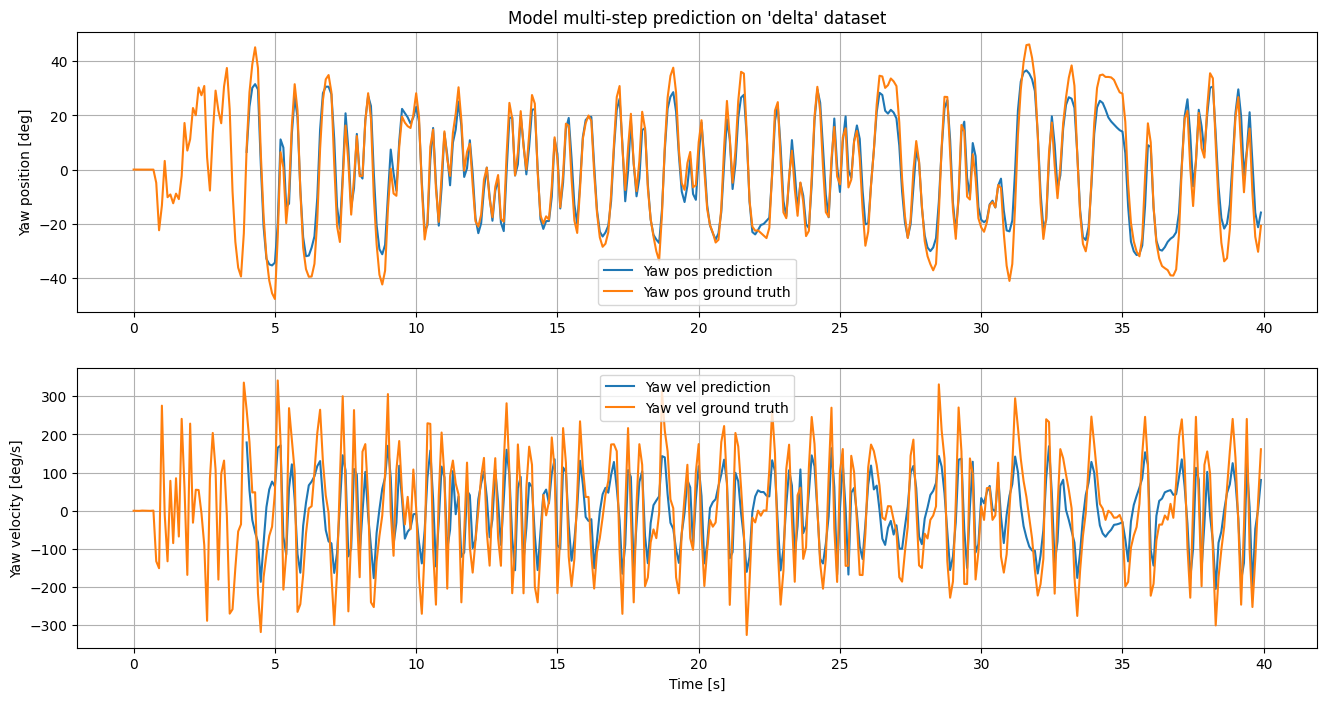 Model multi-step prediction on 'delta' dataset
Yaw position [deg]
40
20
0
−20
−40
Yaw pos prediction
Yaw pos ground truth
0 5 10 15 20 25 30 35 40
Yaw velocity [deg/s]
300
200
100
0
−100
−200
−300
Yaw vel prediction
Yaw vel ground truth
0 5 10 15 20 25 30 35 40
Time [s]